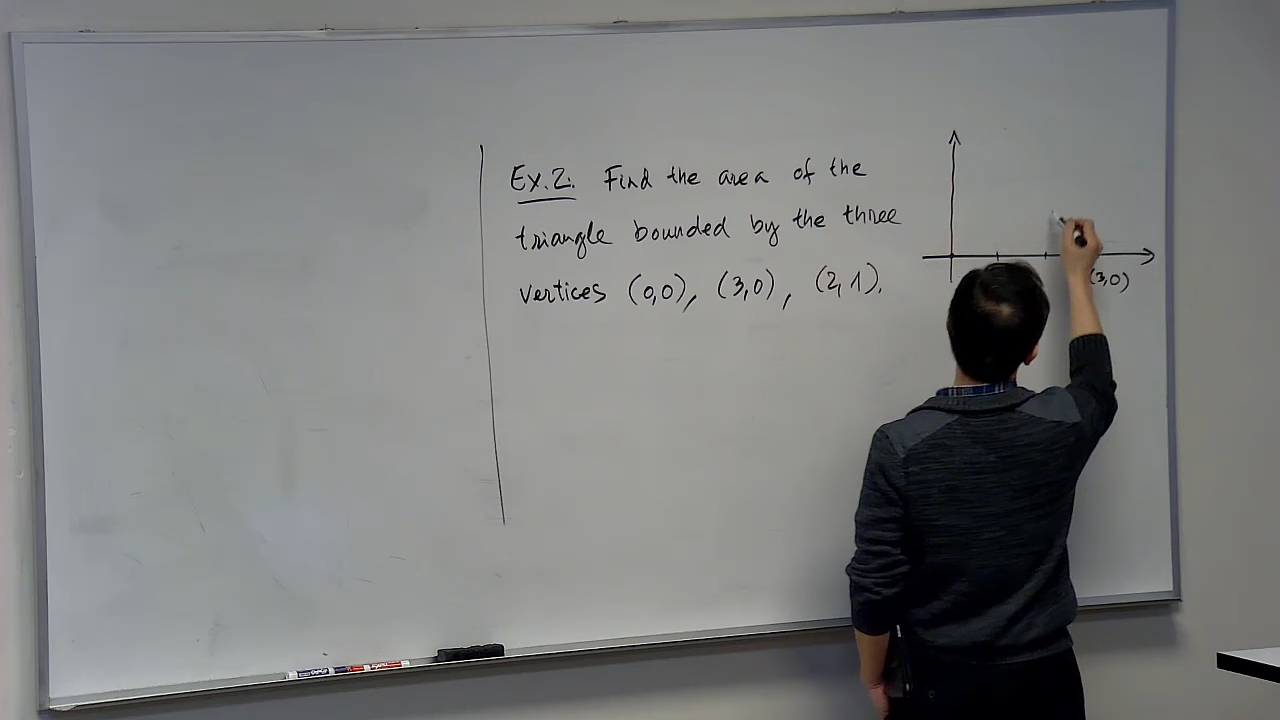 Ex.2. Find the area of the
triangle bounded by the three
vertices (0,0), (3,0), (2,1).
(3,0)